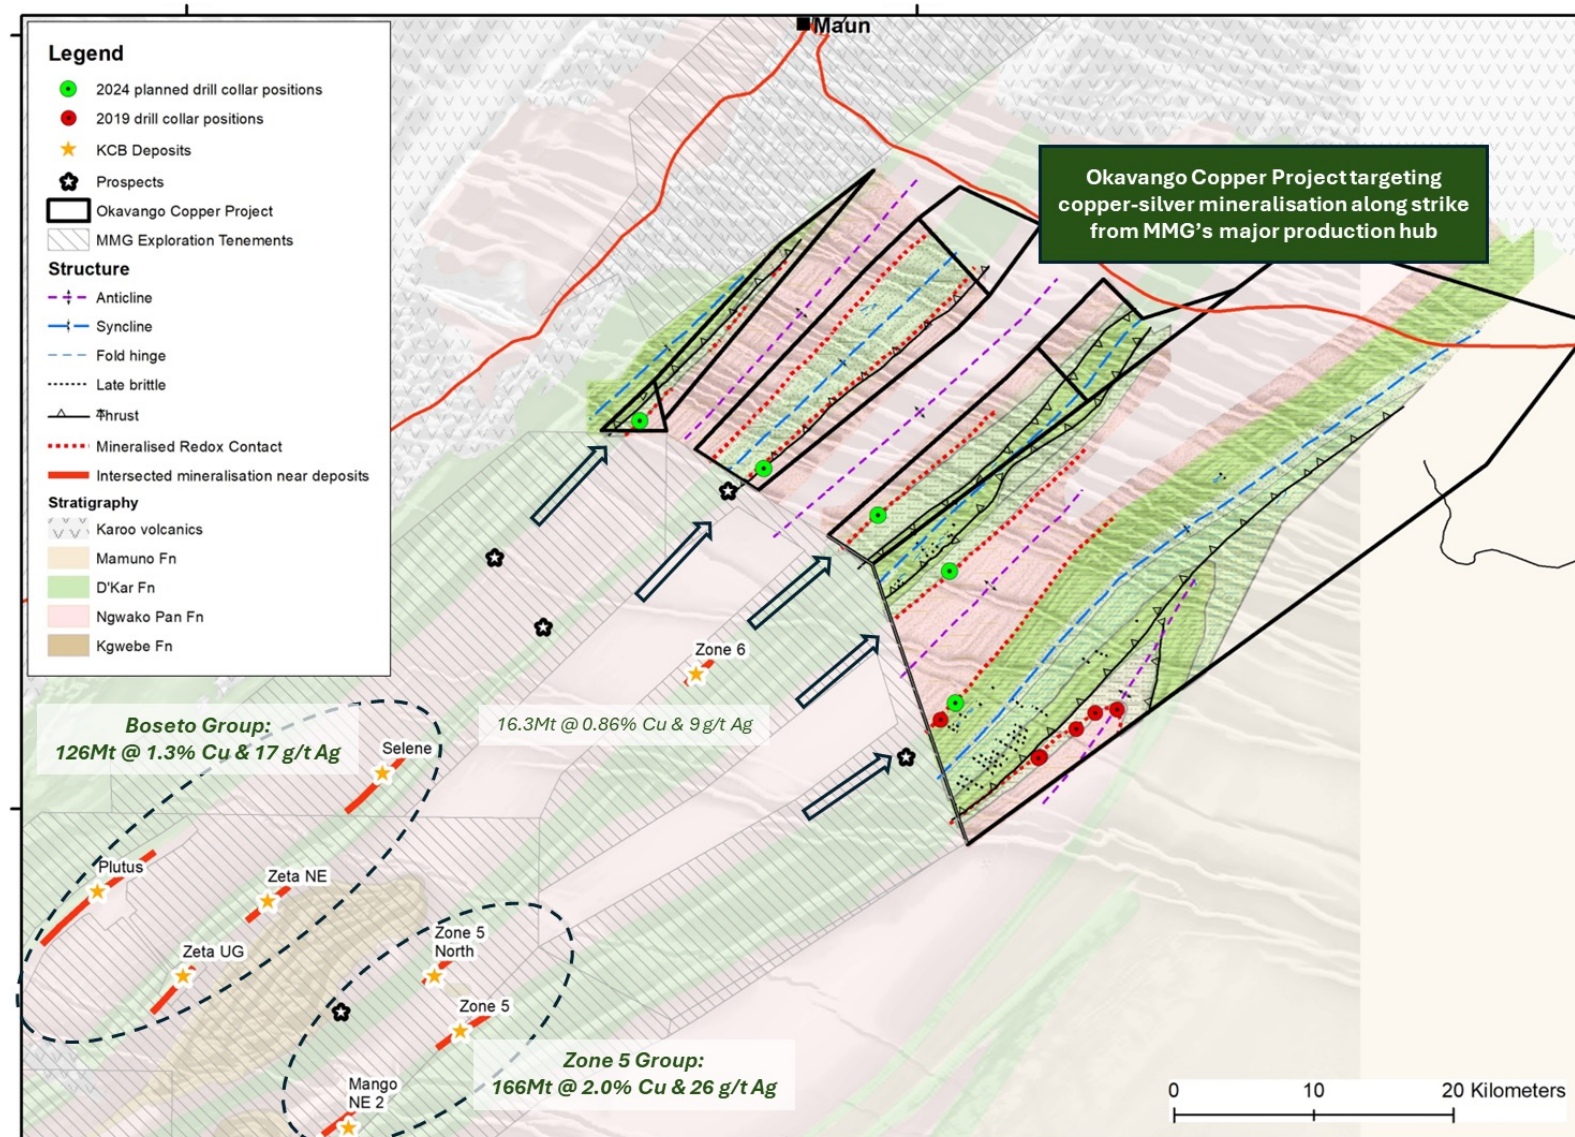 Maun
Legend
2024 planned drill collar positions
2019 drill collar positions
KCB Deposits
Prospects
Okavango Copper Project
MMG Exploration Tenements
Structure
Anticline
Syncline
Fold hinge
Late brittle
Thrust
Mineralised Redox Contact
Intersected mineralisation near deposits
Stratigraphy
Karoo volcanics
Mamuno Fn
D'Kar Fn
Ngwako Pan Fn
Kgwebe Fn
Okavango Copper Project targeting
copper-silver mineralisation along strike
from MMG's major production hub
Zone 6
16.3Mt @ 0.86% Cu & 9 g/t Ag
Boseto Group:
126Mt @ 1.3% Cu & 17 g/t Ag
Selene
Plutus
Zeta NE
Zeta UG
Zone 5
North
Zone 5
Zone 5 Group:
166Mt @ 2.0% Cu & 26 g/t Ag
Mango
NE 2
0 10 20 Kilometers